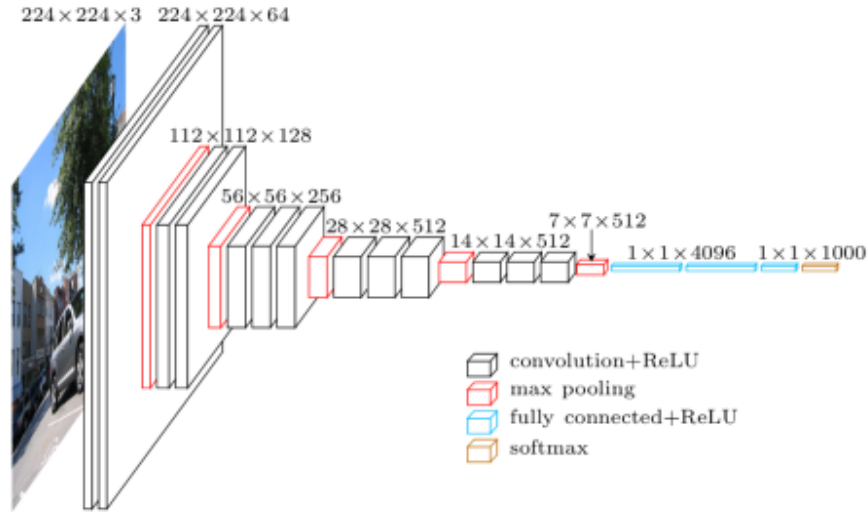 224×224×3
224×224×64
112×112×128
56×56×256
28×28×512
14×14×512
7×7×512
1×1×4096
1×1×1000
convolution+ReLU
max pooling
fully connected+ReLU
softmax